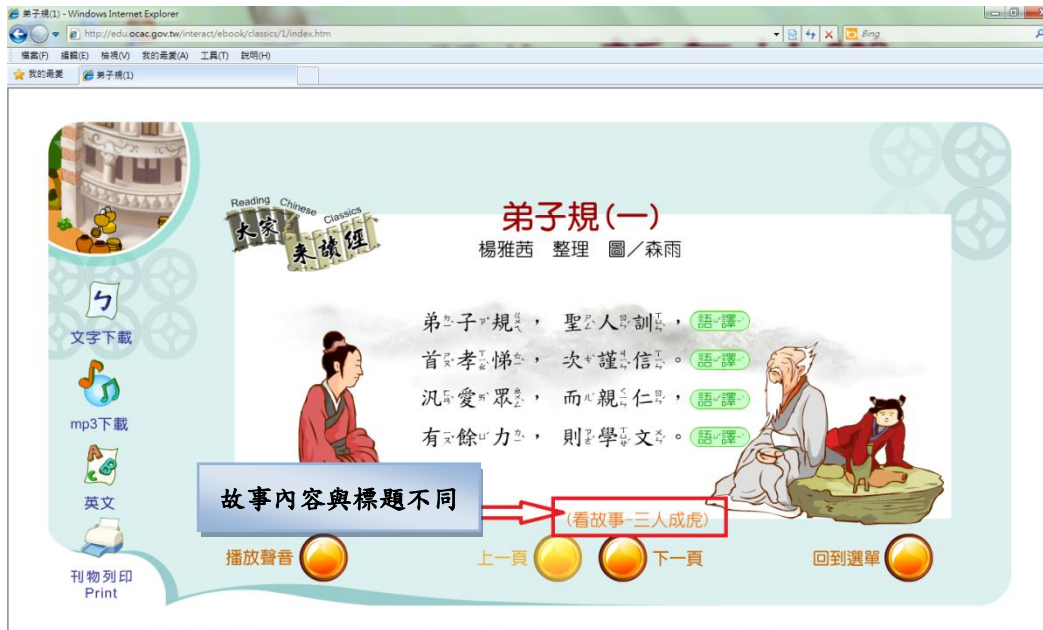 弟子規(1) - Windows Internet Explorer
http://edu.ocac.gov.tw/interact/ebook/classics/1/index.htm
Bing
檔案(F) 編輯(E) 檢視(V) 我的最愛(A) 工具(T) 說明(H)
我的最愛 弟子規(1)
Reading Chinese Classics
大家來讀經
弟子規(一)
楊雅茜 整理 圖／森雨
弟子規， 聖人訓， 語譯
首孝悌， 次謹信。 語譯
汎愛眾， 而親仁， 語譯
有餘力， 則學文。 語譯
ㄅ
文字下載
mp3下載
ABC
英文
刊物列印
Print
故事內容與標題不同
(看故事-三人成虎)
播放聲音
上一頁
下一頁
回到選單